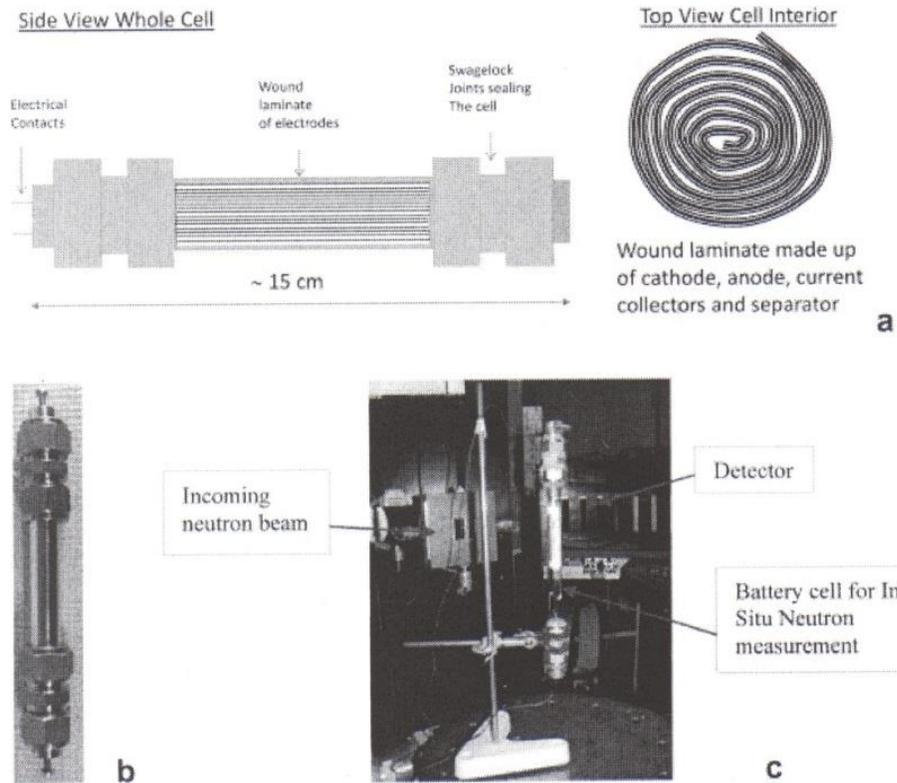 Side View Whole Cell
Top View Cell Interior
Electrical
Contacts
Wound
laminate
of electrodes
Swagelock
Joints sealing
The cell
~ 15 cm
Wound laminate made up
of cathode, anode, current
collectors and separator
a
Incoming
neutron beam
Detector
Battery cell for In
Situ Neutron
measurement
b
c